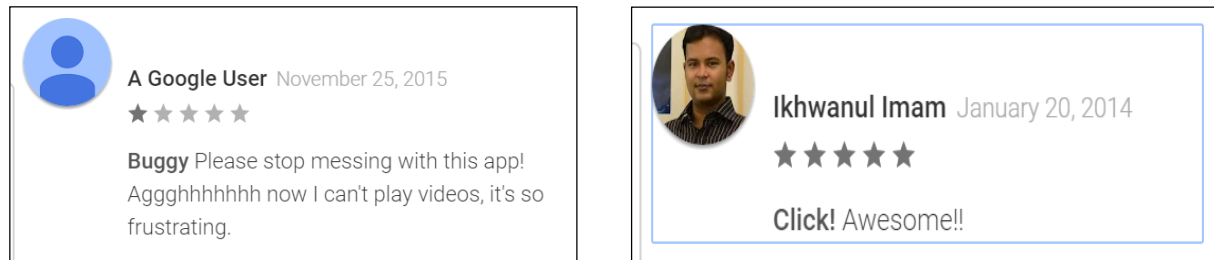 A Google User November 25, 2015
Buggy Please stop messing with this app!
Aggghhhhhhh now I can't play videos, it's so
frustrating.
Ikhwanul Imam January 20, 2014
Click! Awesome!!